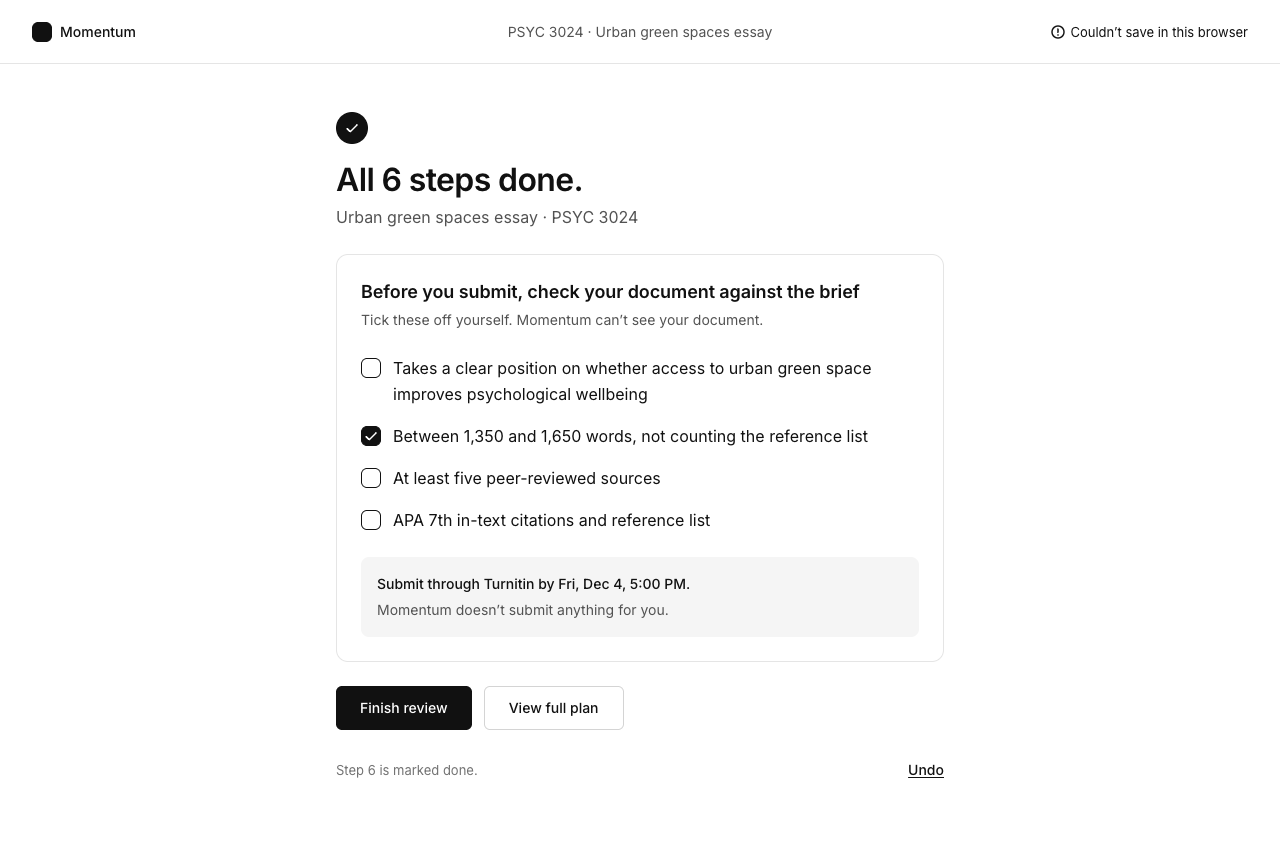 Momentum
PSYC 3024 · Urban green spaces essay
Couldn’t save in this browser
All 6 steps done.
Urban green spaces essay · PSYC 3024
Before you submit, check your document against the brief
Tick these off yourself. Momentum can’t see your document.
Takes a clear position on whether access to urban green space
improves psychological wellbeing
Between 1,350 and 1,650 words, not counting the reference list
At least five peer-reviewed sources
APA 7th in-text citations and reference list
Submit through Turnitin by Fri, Dec 4, 5:00 PM.
Momentum doesn’t submit anything for you.
Finish review
View full plan
Step 6 is marked done.
Undo